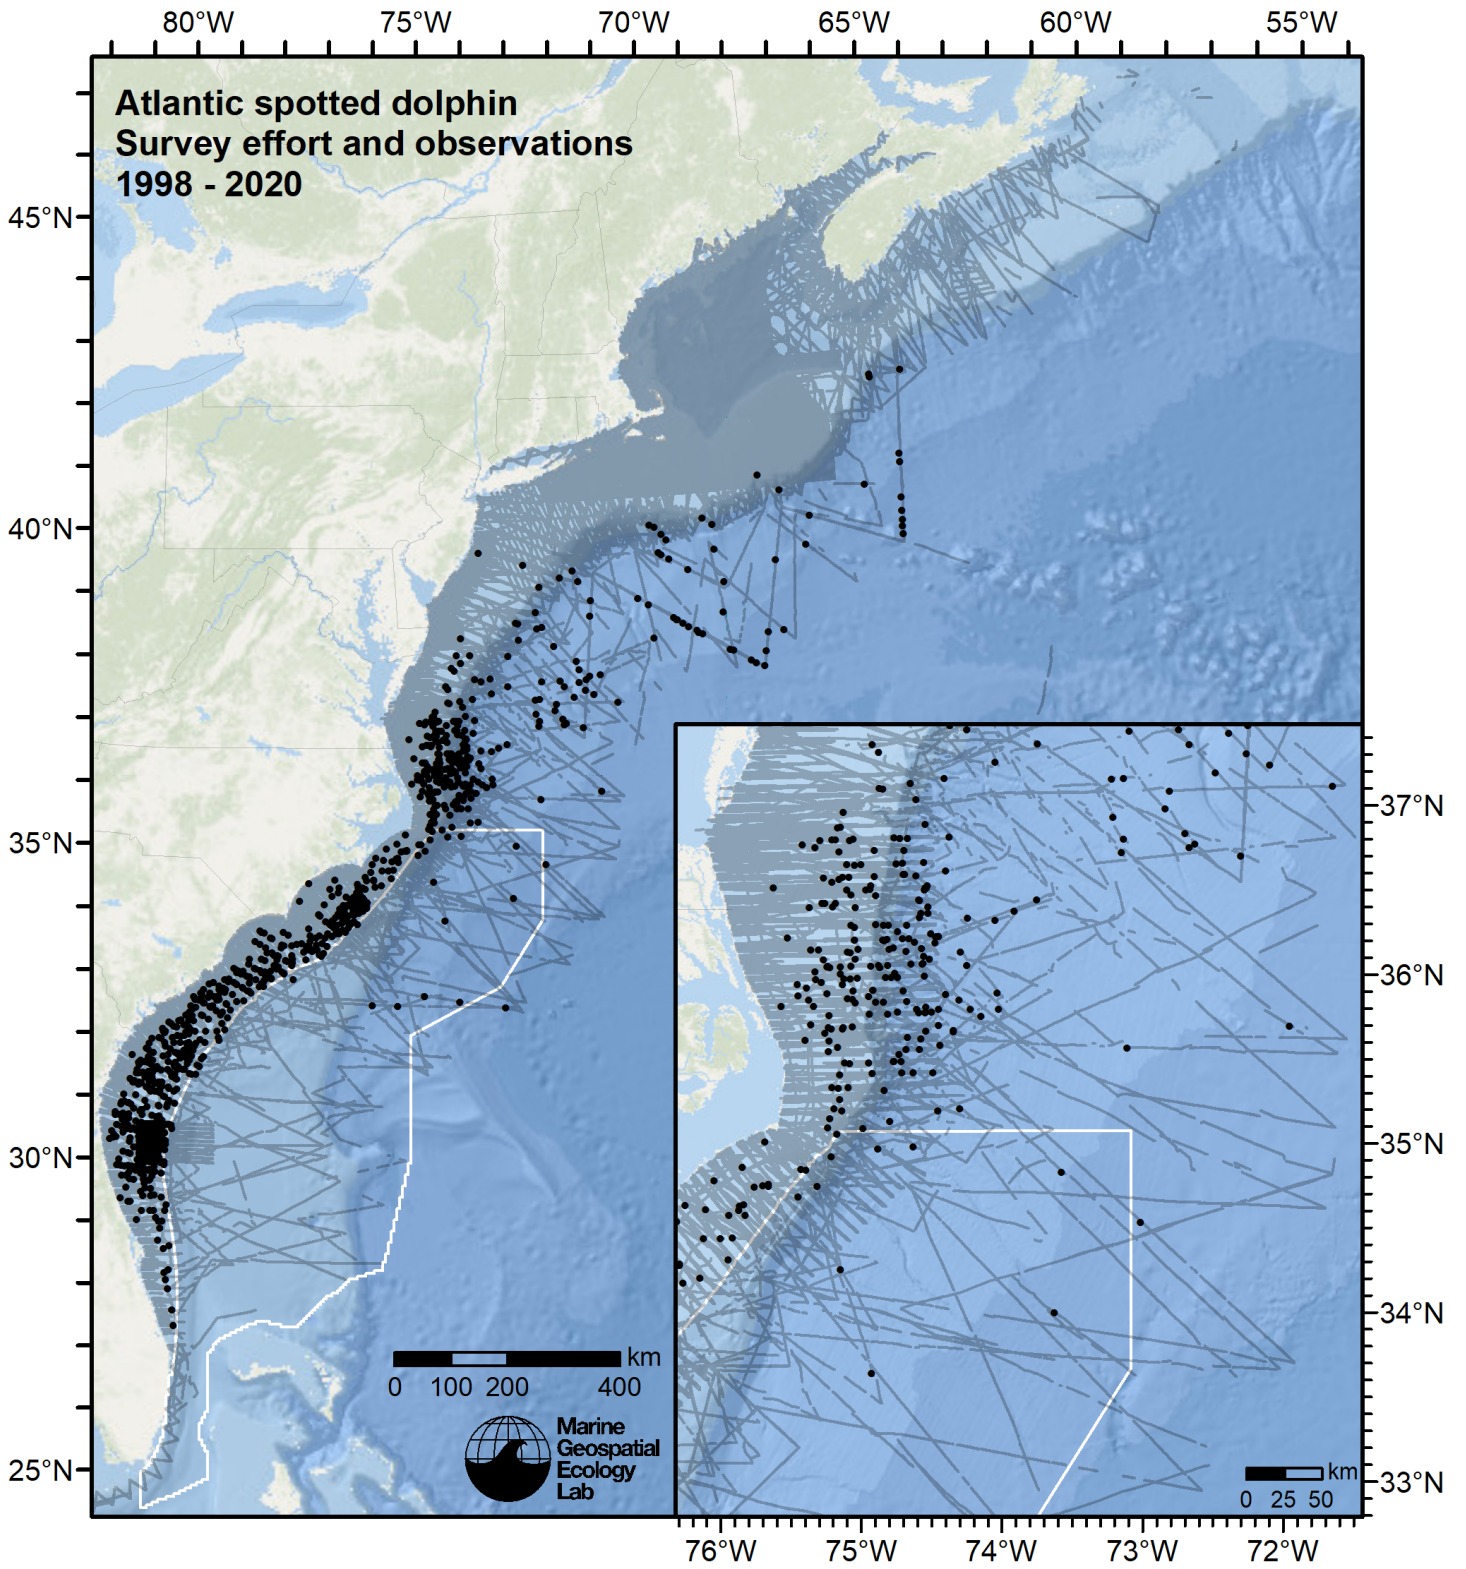 80°W 75°W 70°W 65°W 60°W 55°W
Atlantic spotted dolphin
Survey effort and observations
1998 - 2020
45°N
40°N
35°N
30°N
25°N
km
0 100 200 400
Marine
Geospatial
Ecology
Lab
37°N
36°N
35°N
34°N
33°N
km
0 25 50
76°W 75°W 74°W 73°W 72°W